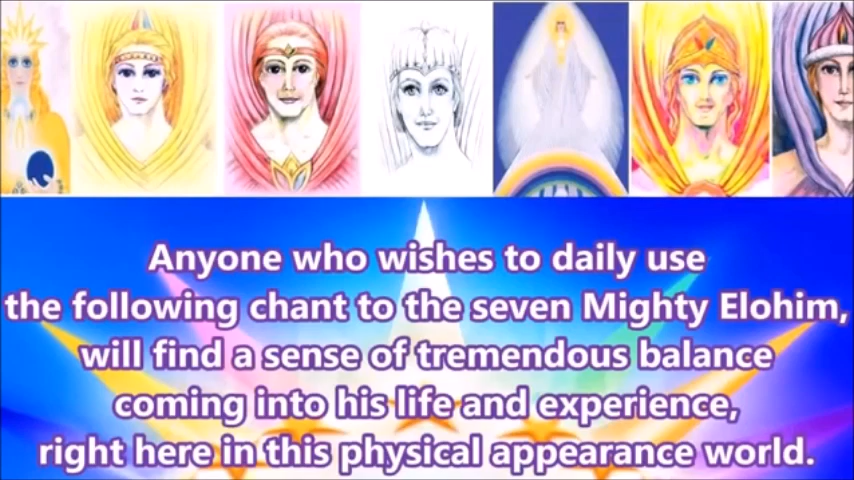 Anyone who wishes to daily use
the following chant to the seven Mighty Elohim,
will find a sense of tremendous balance
coming into his life and experience,
right here in this physical appearance world.